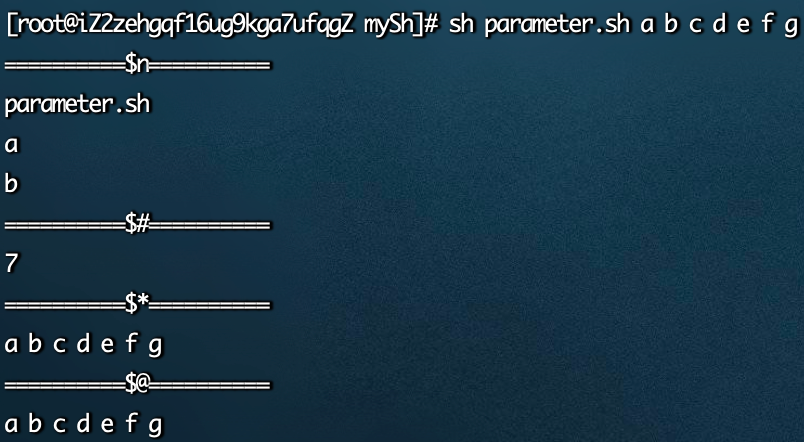 [root@iZ2zehgqf16ug9kga7ufqgZ mySh]# sh parameter.sh a b c d e f g
==========$n==========
parameter.sh
a
b
==========$#==========
7
==========$*==========
a b c d e f g
==========$@==========
a b c d e f g